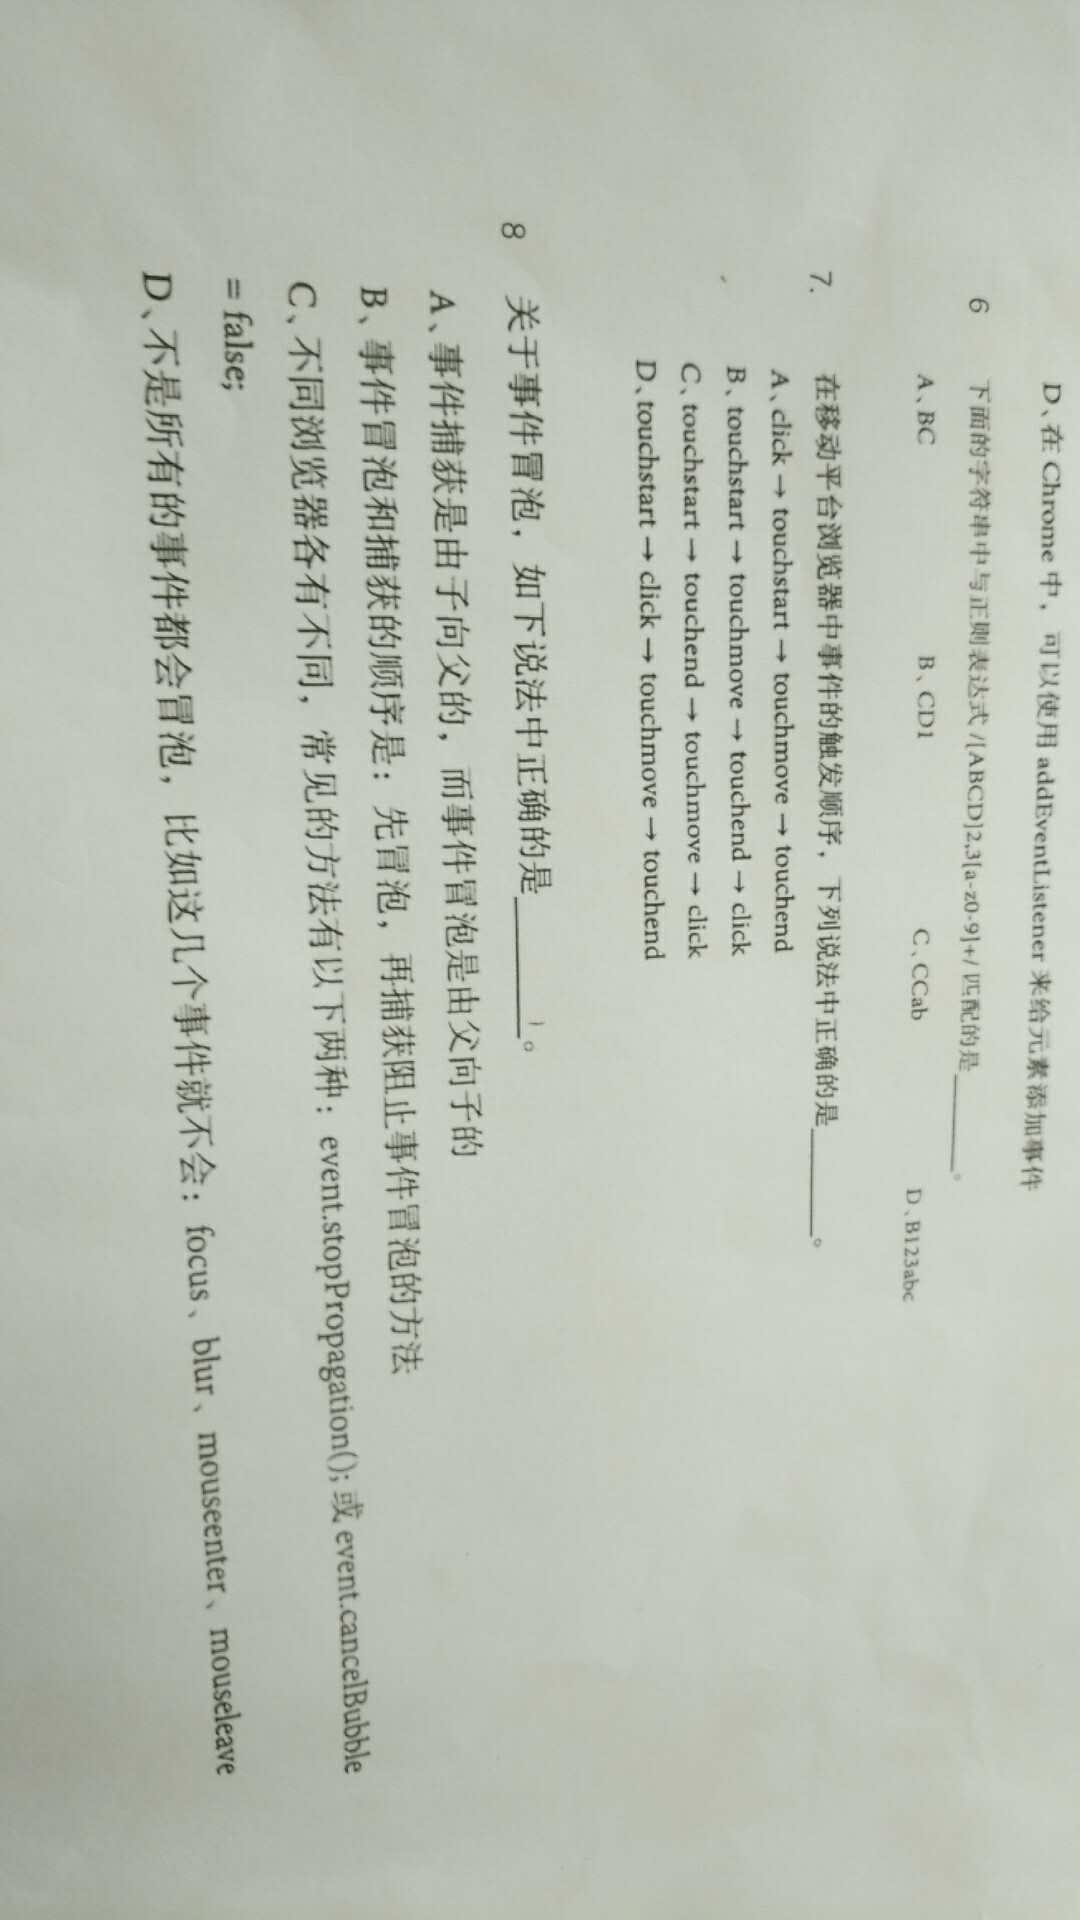 D、在 Chrome 中，可以使用 addEventListener 来给元素添加事件
6 下面的字符串中与正则表达式 /[ABCD]2,3[a-z0-9]+/ 匹配的是______。
A、BC B、CD1 C、CCab D、B123abc
7. 在移动平台浏览器中事件的触发顺序，下列说法中正确的是______。
A、click → touchstart → touchmove → touchend
B、touchstart → touchmove → touchend → click
C、touchstart → touchend → touchmove → click
D、touchstart → click → touchmove → touchend
8 关于事件冒泡，如下说法中正确的是______。
A、事件捕获是由子向父的，而事件冒泡是由父向子的
B、事件冒泡和捕获的顺序是：先冒泡，再捕获阻止事件冒泡的方法
C、不同浏览器各有不同，常见的方法有以下两种：event.stopPropagation(); 或 event.cancelBubble
= false;
D、不是所有的事件都会冒泡，比如这几个事件就不会：focus、blur、mouseenter、mouseleave